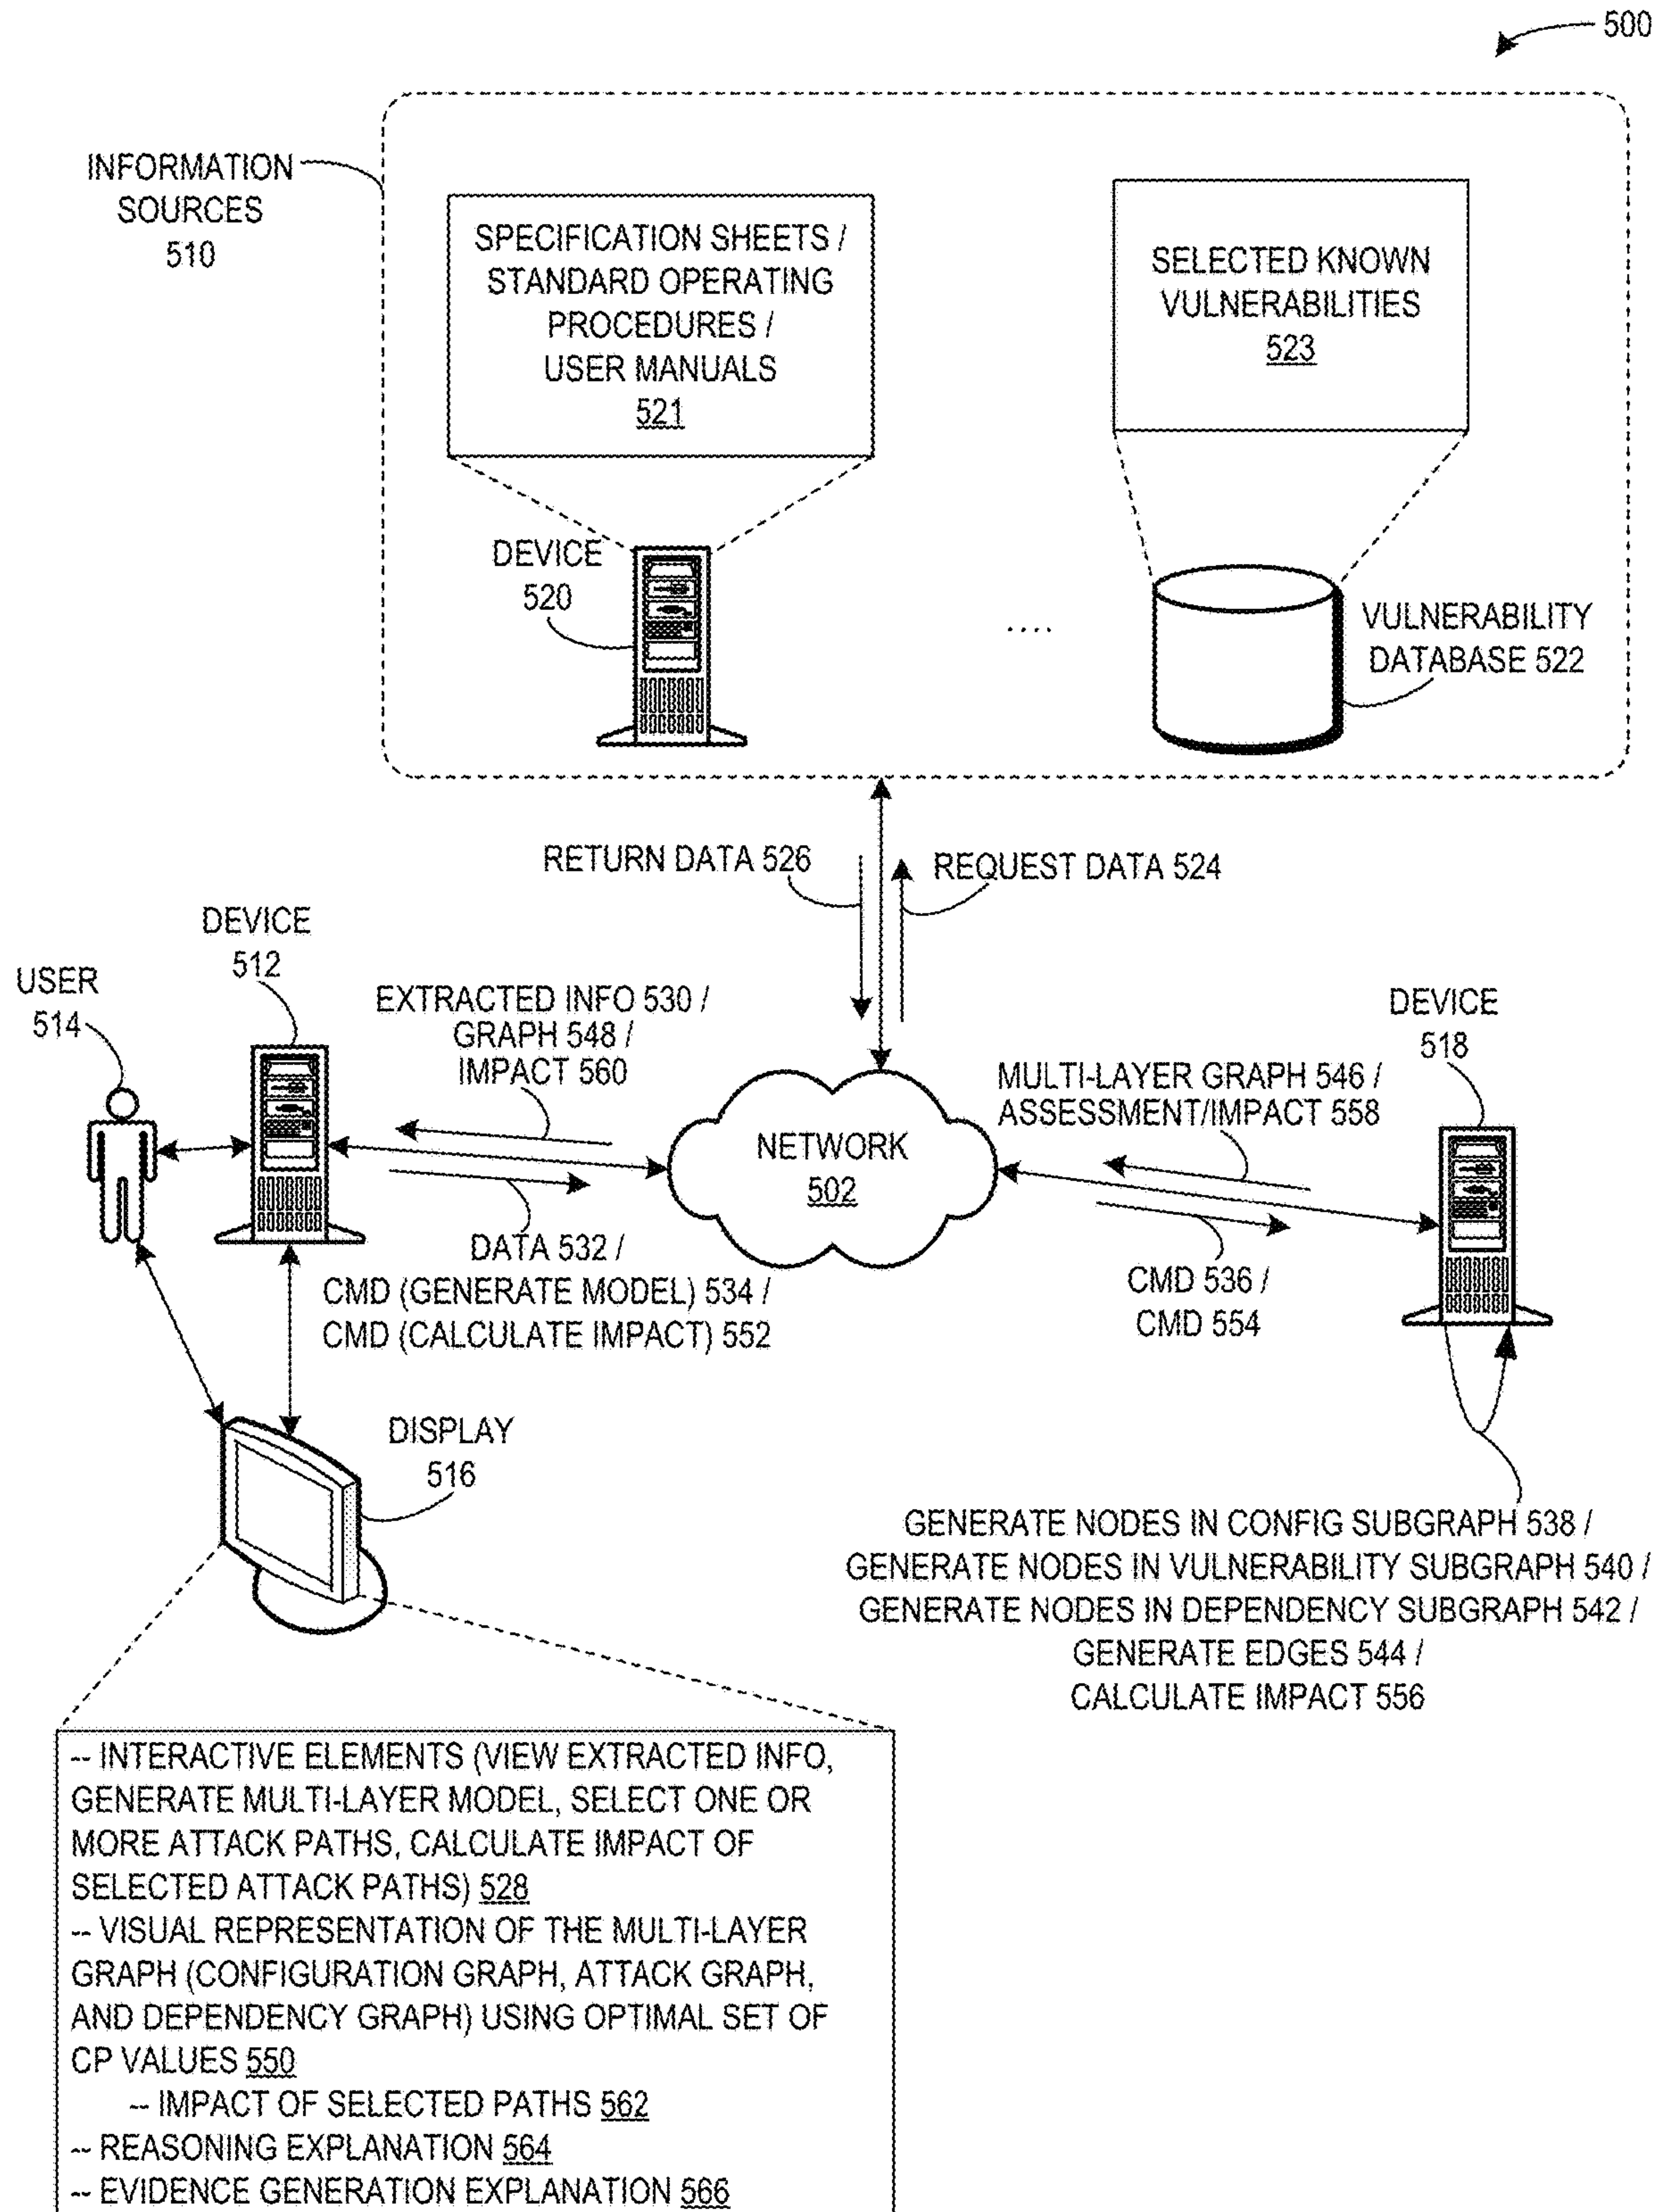 500
INFORMATION
SOURCES
510
SPECIFICATION SHEETS /
STANDARD OPERATING
PROCEDURES /
USER MANUALS
521
SELECTED KNOWN
VULNERABILITIES
523
DEVICE
520
....
VULNERABILITY
DATABASE 522
RETURN DATA 526
REQUEST DATA 524
DEVICE
512
USER
514
EXTRACTED INFO 530 /
GRAPH 548 /
IMPACT 560
DEVICE
518
MULTI-LAYER GRAPH 546 /
ASSESSMENT/IMPACT 558
NETWORK
502
DATA 532 /
CMD (GENERATE MODEL) 534 /
CMD (CALCULATE IMPACT) 552
CMD 536 /
CMD 554
DISPLAY
516
GENERATE NODES IN CONFIG SUBGRAPH 538 /
GENERATE NODES IN VULNERABILITY SUBGRAPH 540 /
GENERATE NODES IN DEPENDENCY SUBGRAPH 542 /
GENERATE EDGES 544 /
CALCULATE IMPACT 556
-- INTERACTIVE ELEMENTS (VIEW EXTRACTED INFO,
GENERATE MULTI-LAYER MODEL, SELECT ONE OR
MORE ATTACK PATHS, CALCULATE IMPACT OF
SELECTED ATTACK PATHS) 528
-- VISUAL REPRESENTATION OF THE MULTI-LAYER
GRAPH (CONFIGURATION GRAPH, ATTACK GRAPH,
AND DEPENDENCY GRAPH) USING OPTIMAL SET OF
CP VALUES 550
-- IMPACT OF SELECTED PATHS 562
-- REASONING EXPLANATION 564
-- EVIDENCE GENERATION EXPLANATION 566